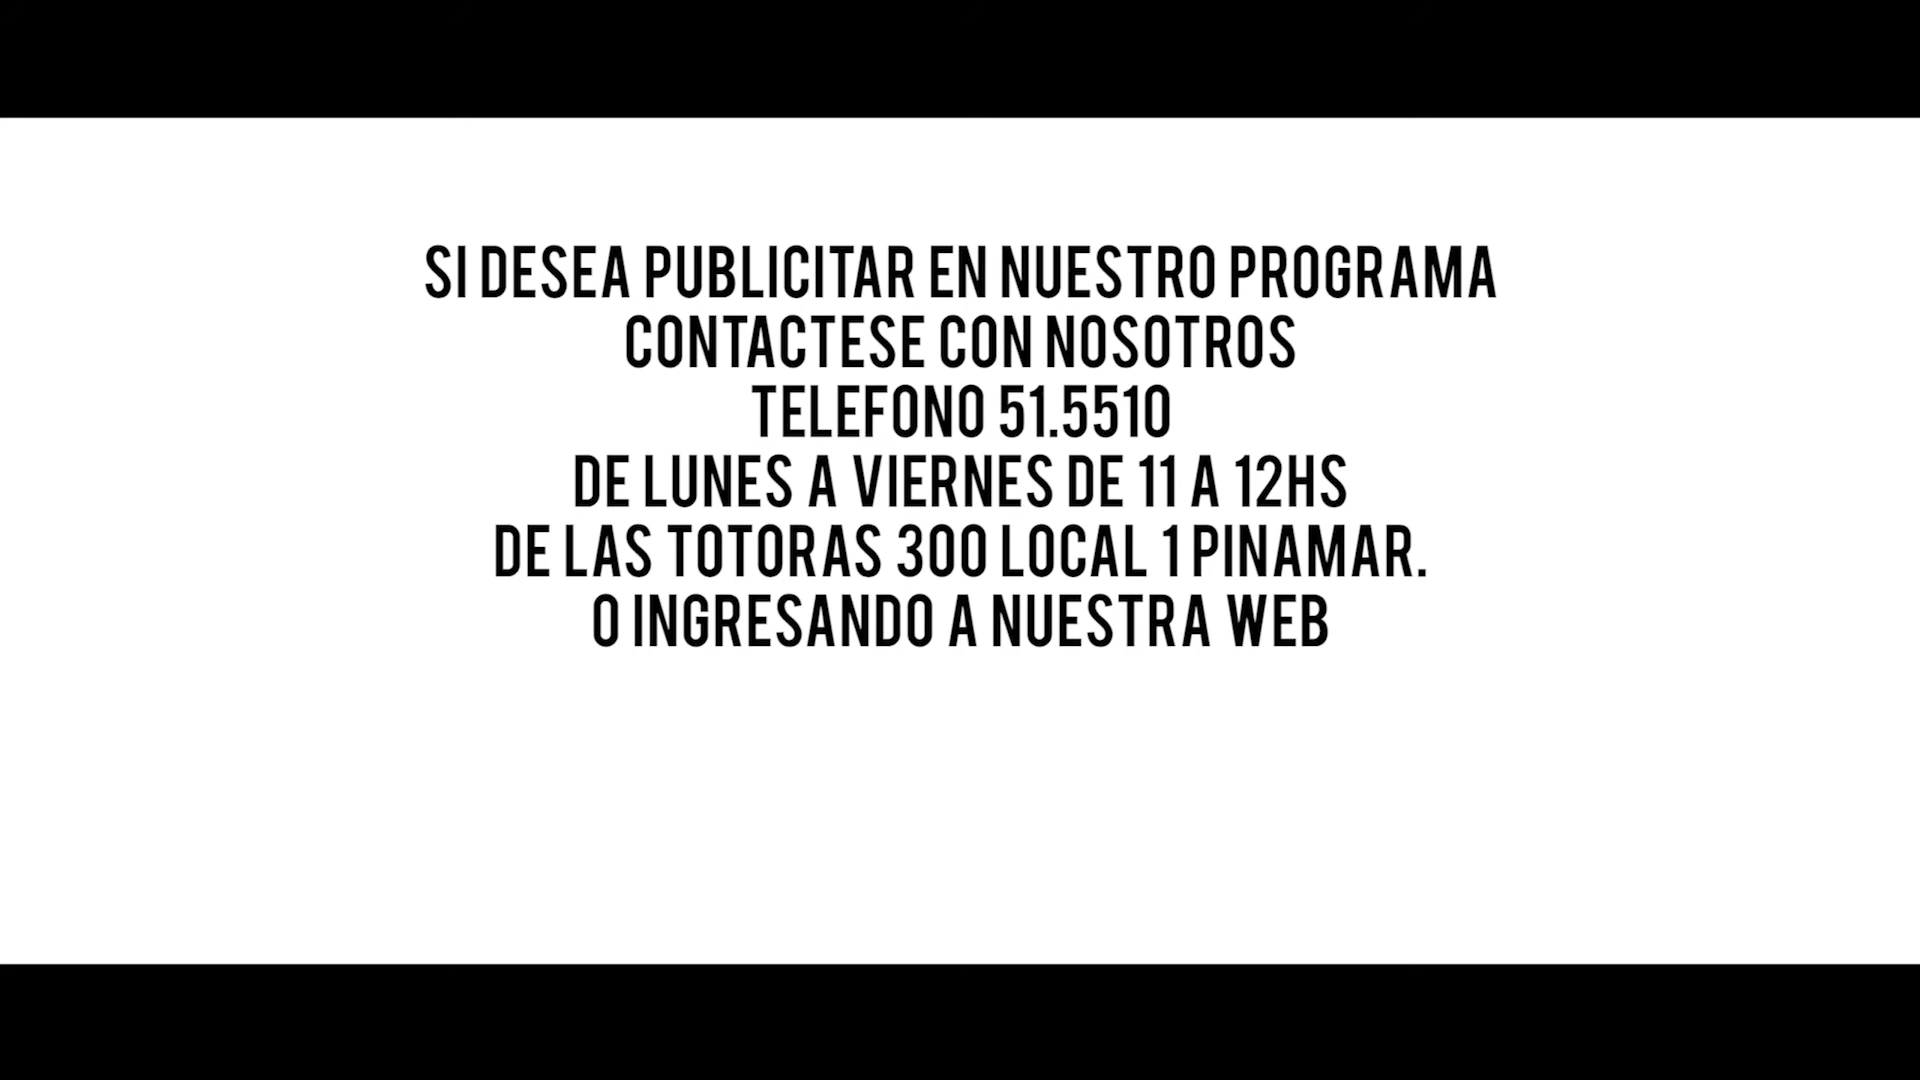 SI DESEA PUBLICITAR EN NUESTRO PROGRAMA
CONTACTESE CON NOSOTROS
TELEFONO 51.5510
DE LUNES A VIERNES DE 11 A 12HS
DE LAS TOTORAS 300 LOCAL 1 PINAMAR.
O INGRESANDO A NUESTRA WEB